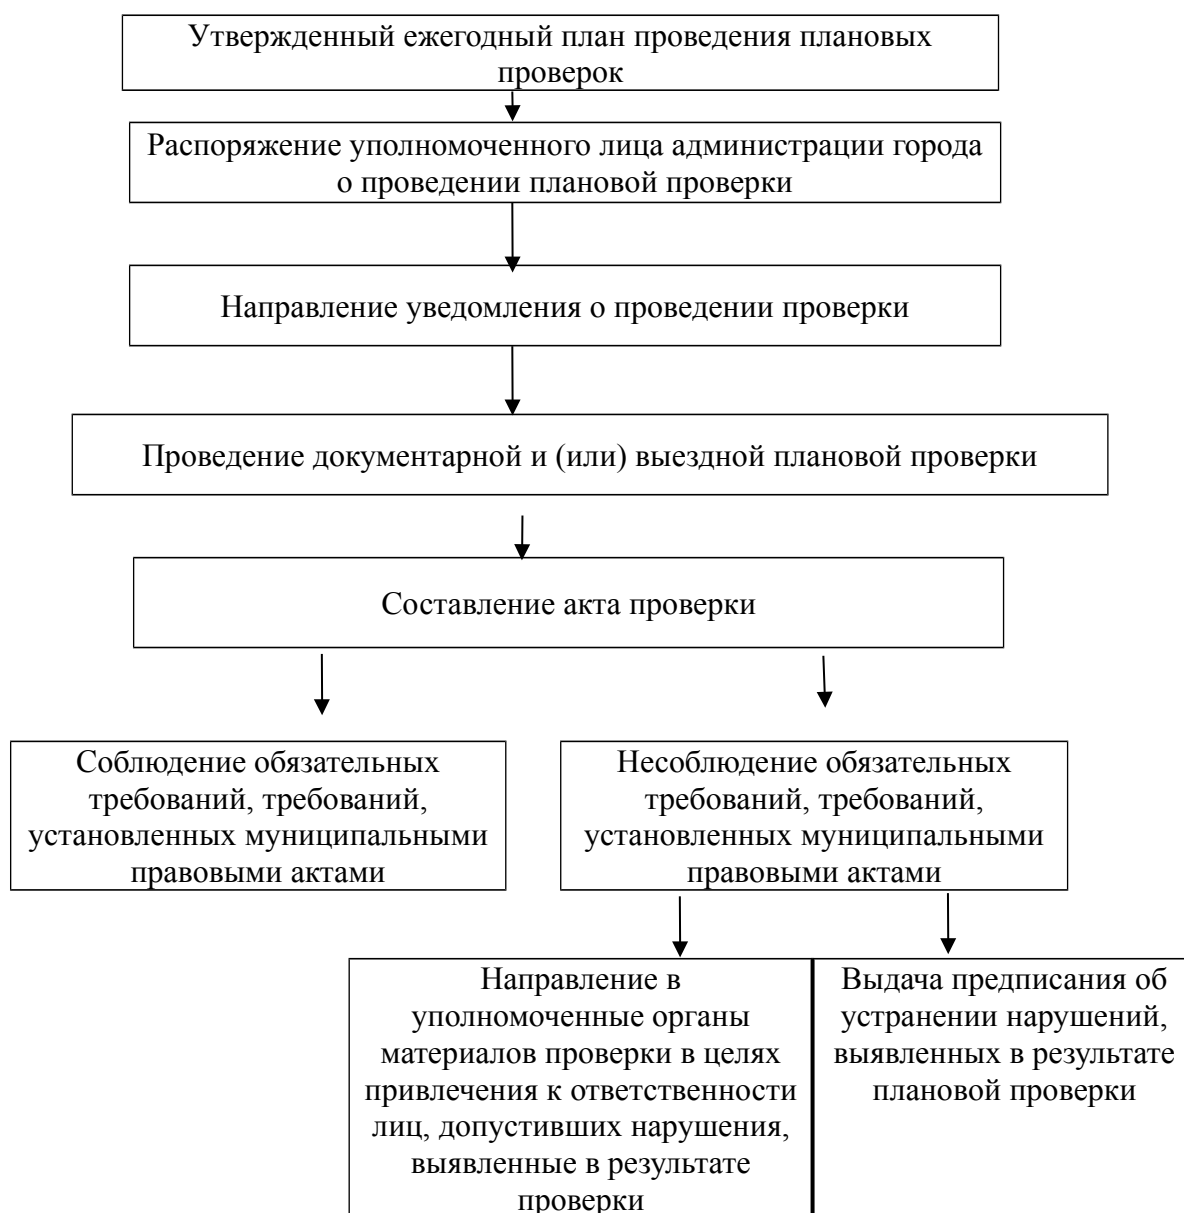 Утвержденный ежегодный план проведения плановых
проверок
Распоряжение уполномоченного лица администрации города
о проведении плановой проверки
Направление уведомления о проведении проверки
Проведение документарной и (или) выездной плановой проверки
Составление акта проверки
Соблюдение обязательных
требований, требований,
установленных муниципальными
правовыми актами
Несоблюдение обязательных
требований, требований,
установленных муниципальными
правовыми актами
Направление в
уполномоченные органы
материалов проверки в целях
привлечения к ответственности
лиц, допустивших нарушения,
выявленные в результате
проверки
Выдача предписания об
устранении нарушений,
выявленных в результате
плановой проверки